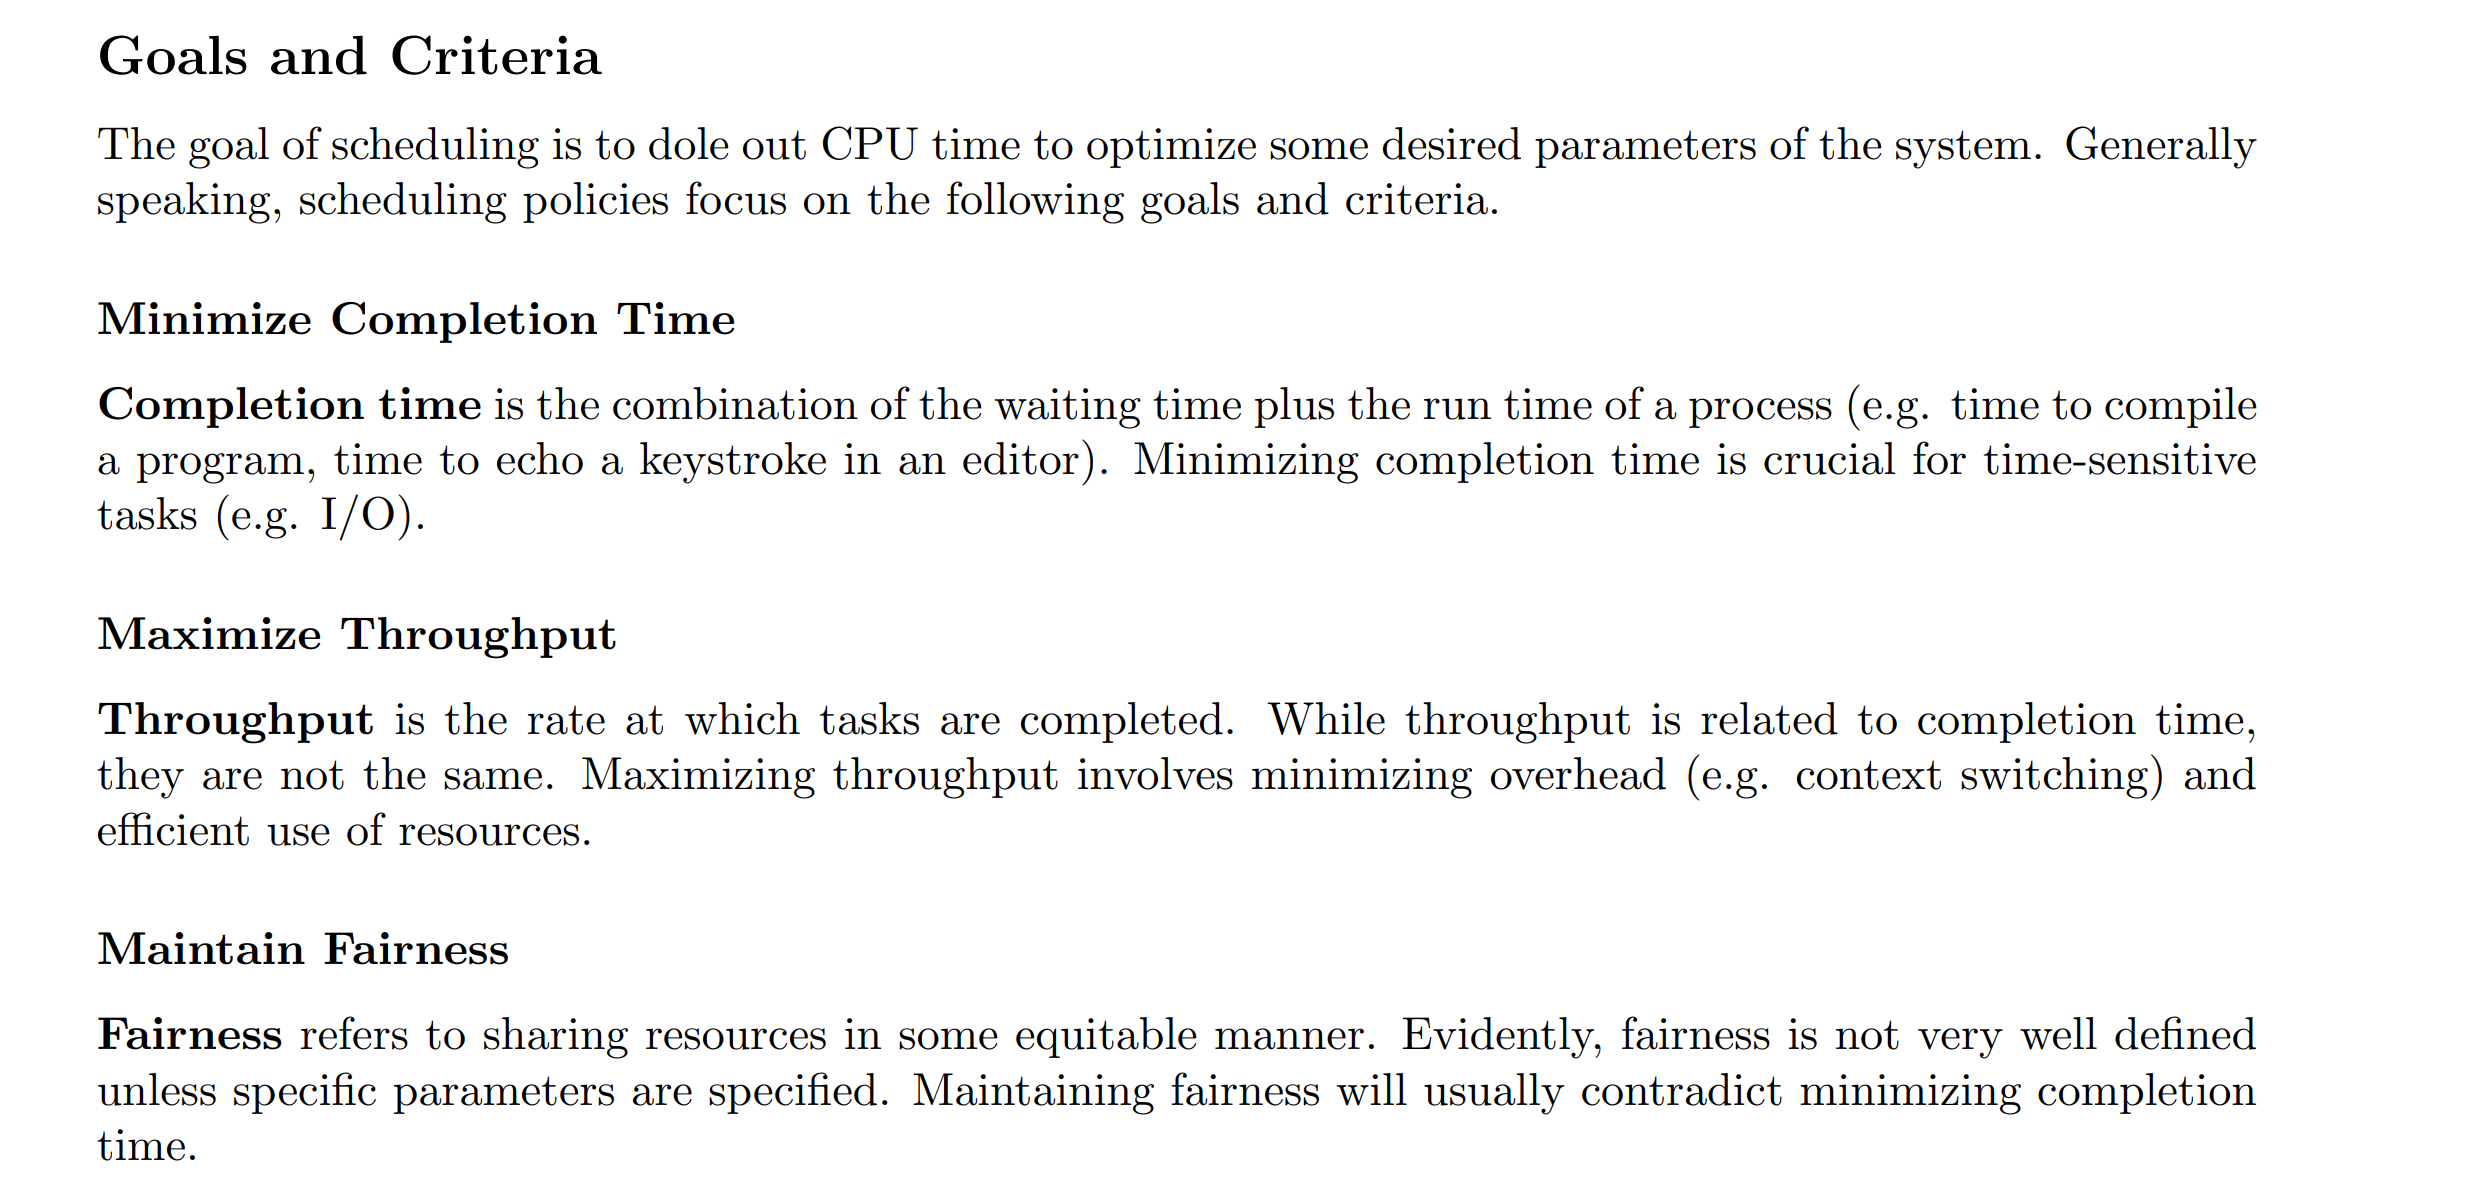 Goals and Criteria
The goal of scheduling is to dole out CPU time to optimize some desired parameters of the system. Generally
speaking, scheduling policies focus on the following goals and criteria.
Minimize Completion Time
Completion time is the combination of the waiting time plus the run time of a process (e.g. time to compile
a program, time to echo a keystroke in an editor). Minimizing completion time is crucial for time-sensitive
tasks (e.g. I/O).
Maximize Throughput
Throughput is the rate at which tasks are completed. While throughput is related to completion time,
they are not the same. Maximizing throughput involves minimizing overhead (e.g. context switching) and
efficient use of resources.
Maintain Fairness
Fairness refers to sharing resources in some equitable manner. Evidently, fairness is not very well defined
unless specific parameters are specified. Maintaining fairness will usually contradict minimizing completion
time.